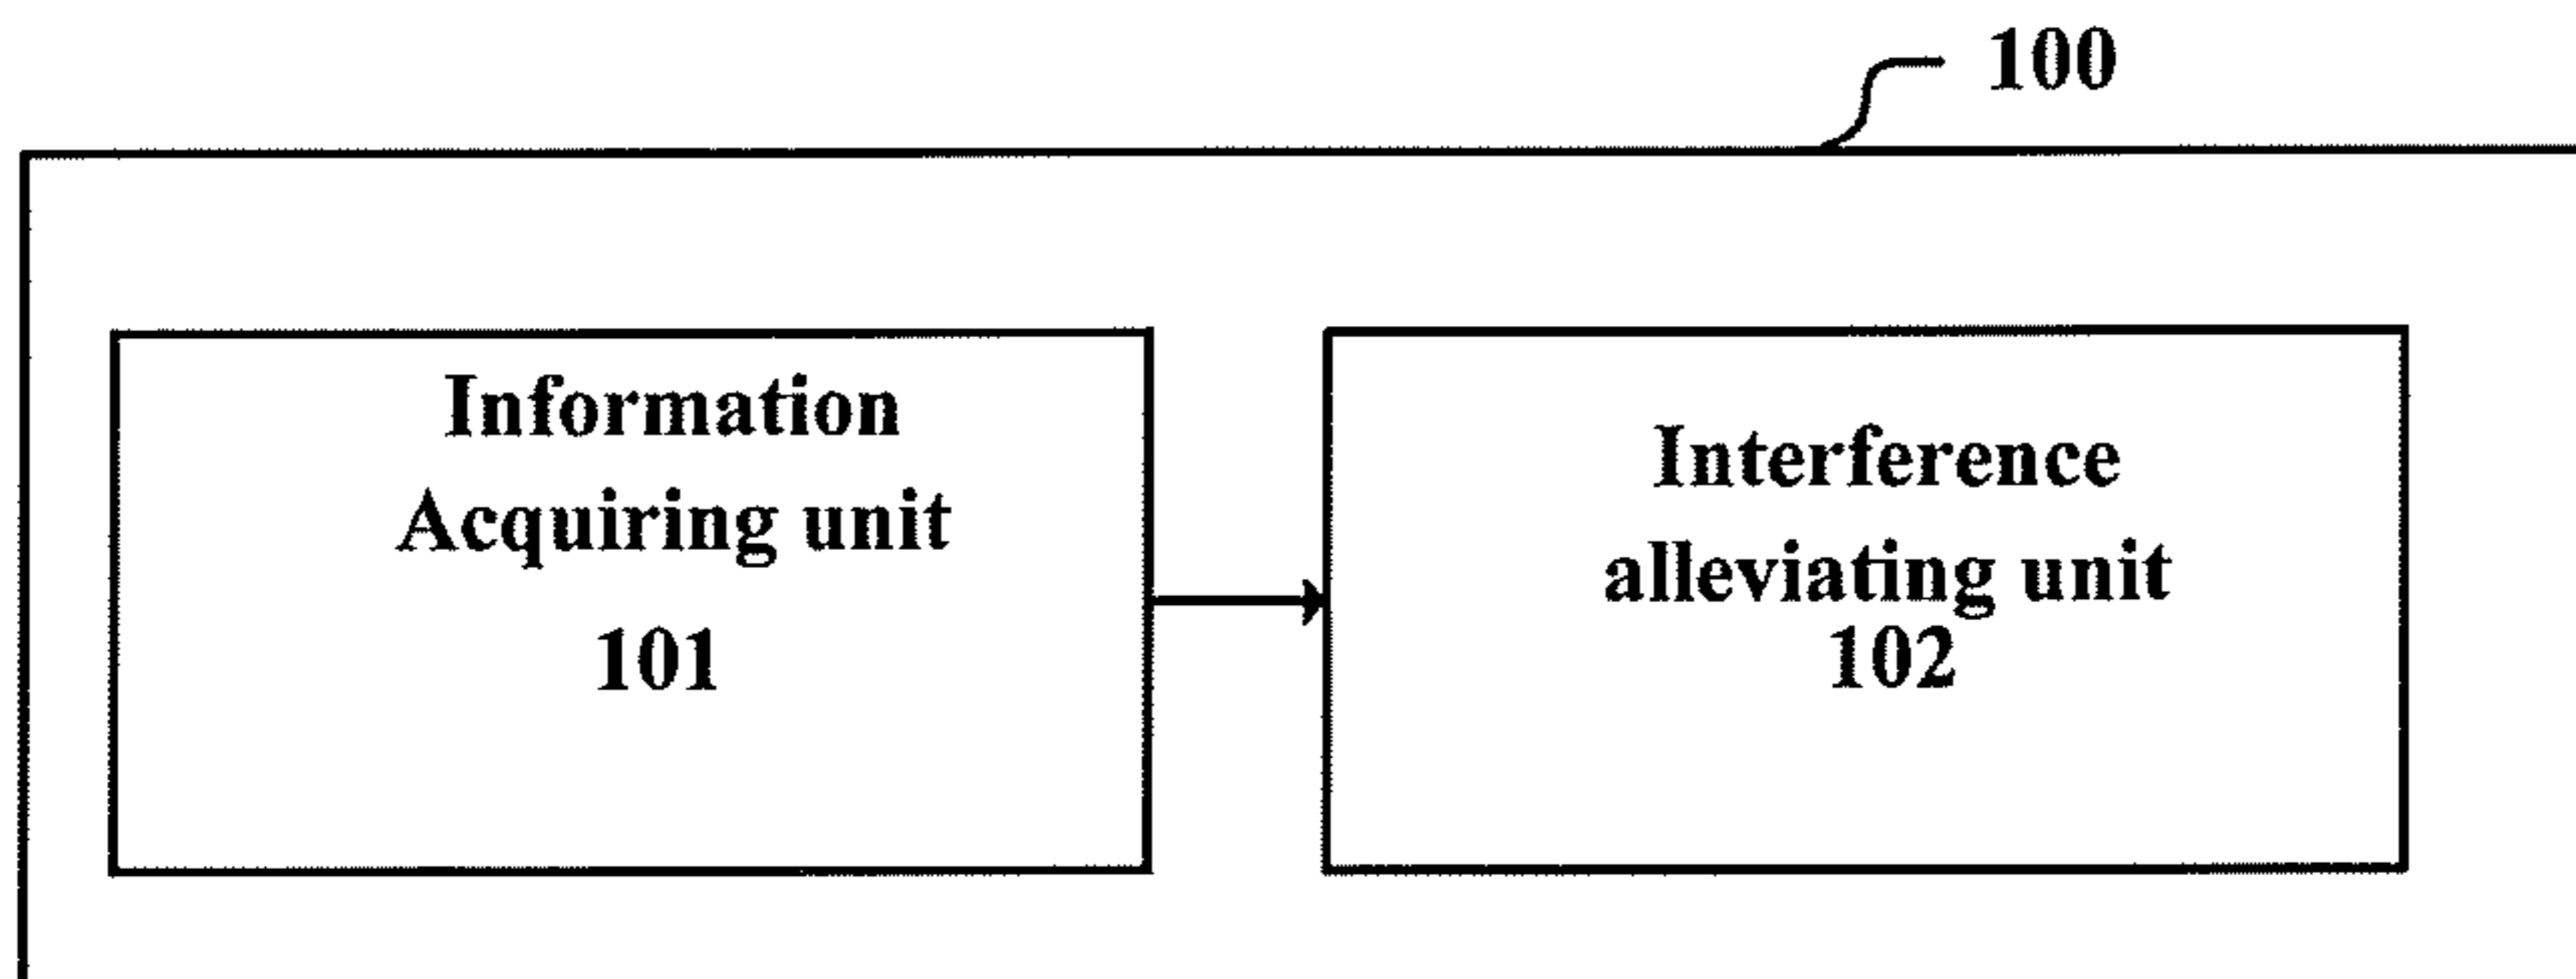 100
Information
Acquiring unit
101
Interference
alleviating unit
102